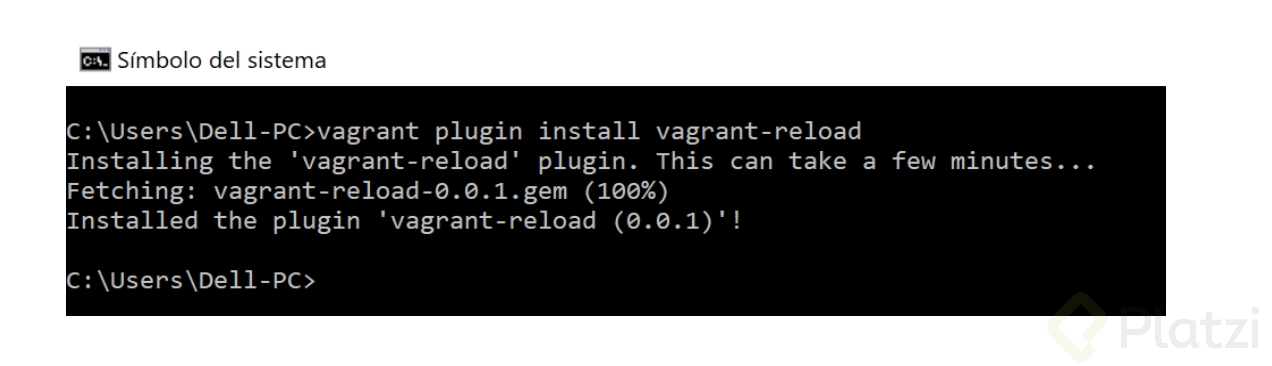 Símbolo del sistema
C:\Users\Dell-PC>vagrant plugin install vagrant-reload
Installing the 'vagrant-reload' plugin. This can take a few minutes...
Fetching: vagrant-reload-0.0.1.gem (100%)
Installed the plugin 'vagrant-reload (0.0.1)'!
C:\Users\Dell-PC>
Platzi